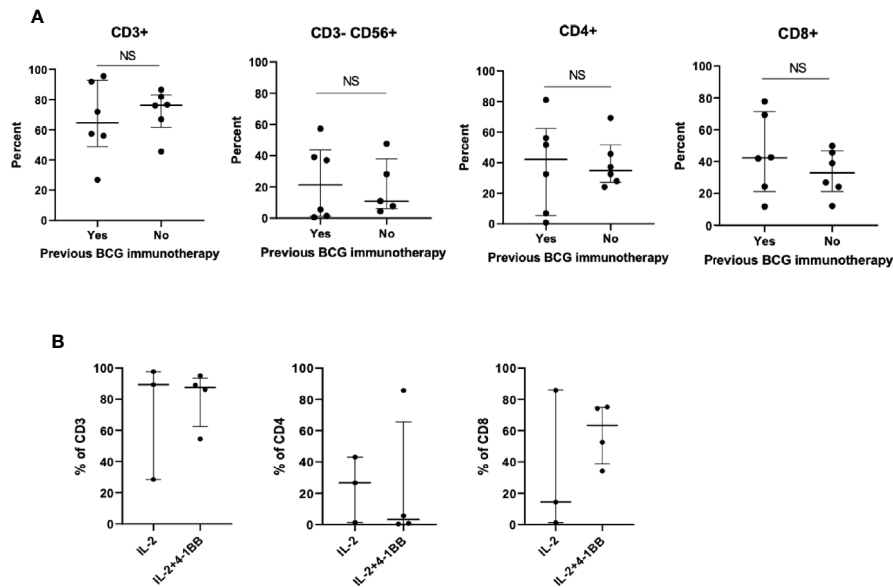 A
CD3+
NS
100
80
60
40
20
0
Percent
Yes
No
Previous BCG immunotherapy
CD3- CD56+
NS
100
80
60
40
20
0
Percent
Yes
No
Previous BCG immunotherapy
CD4+
NS
100
80
60
40
20
0
Percent
Yes
No
Previous BCG immunotherapy
CD8+
NS
100
80
60
40
20
0
Percent
Yes
No
Previous BCG immunotherapy
B
100
80
60
40
20
0
% of CD3
IL-2
IL-2+4-1BB
100
80
60
40
20
0
% of CD4
IL-2
IL-2+4-1BB
100
80
60
40
20
0
% of CD8
IL-2
IL-2+4-1BB